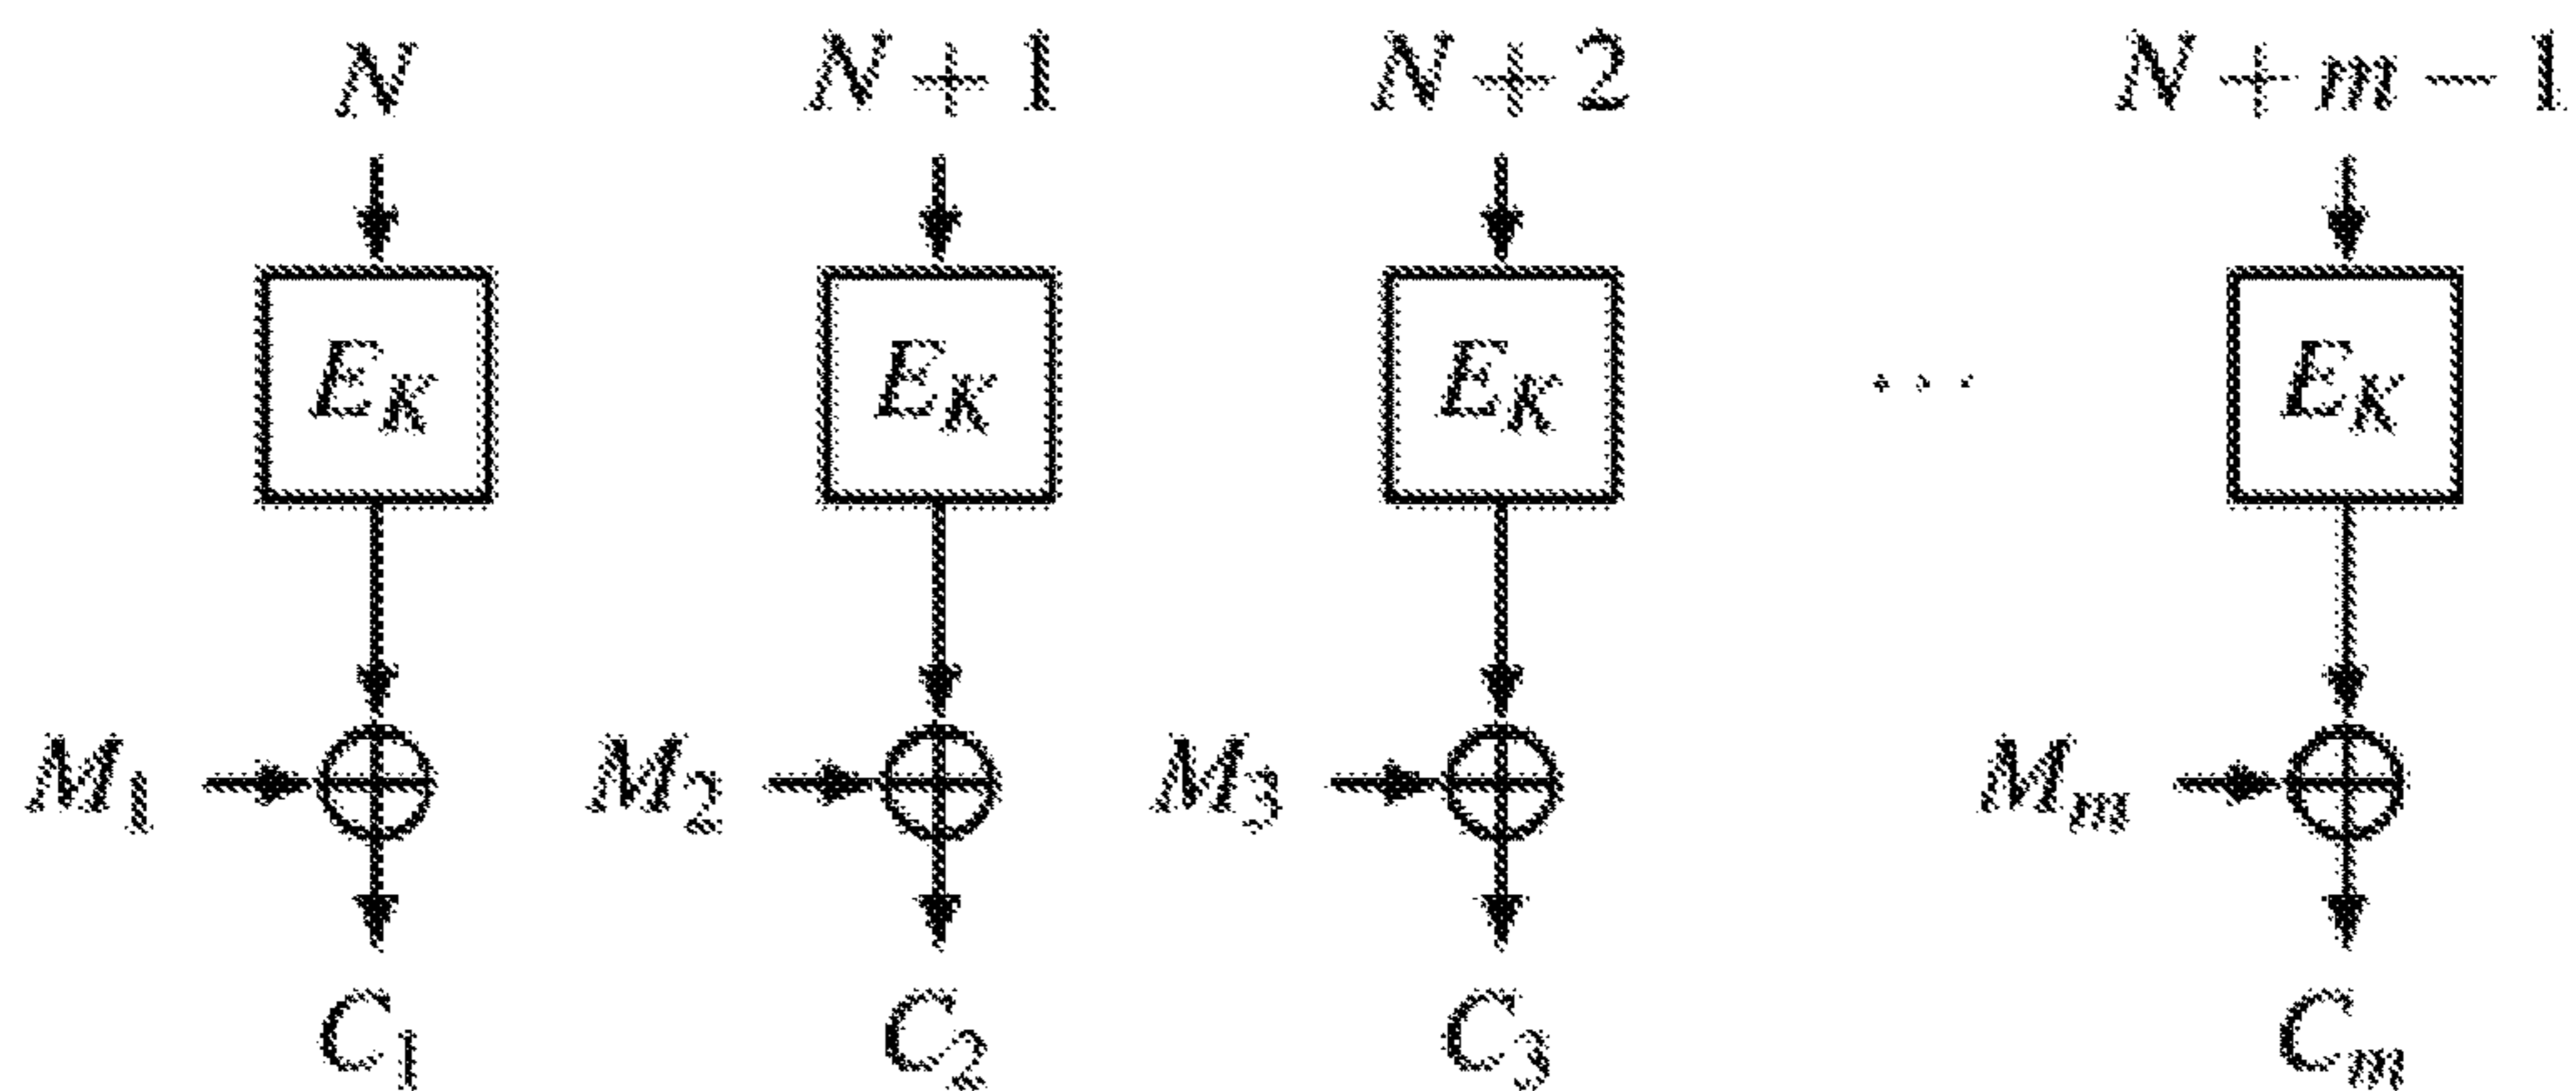 N N + 1 N + 2 N + m − 1
E_K E_K E_K ··· E_K
M_1 M_2 M_3 M_m
C_1 C_2 C_3 C_m